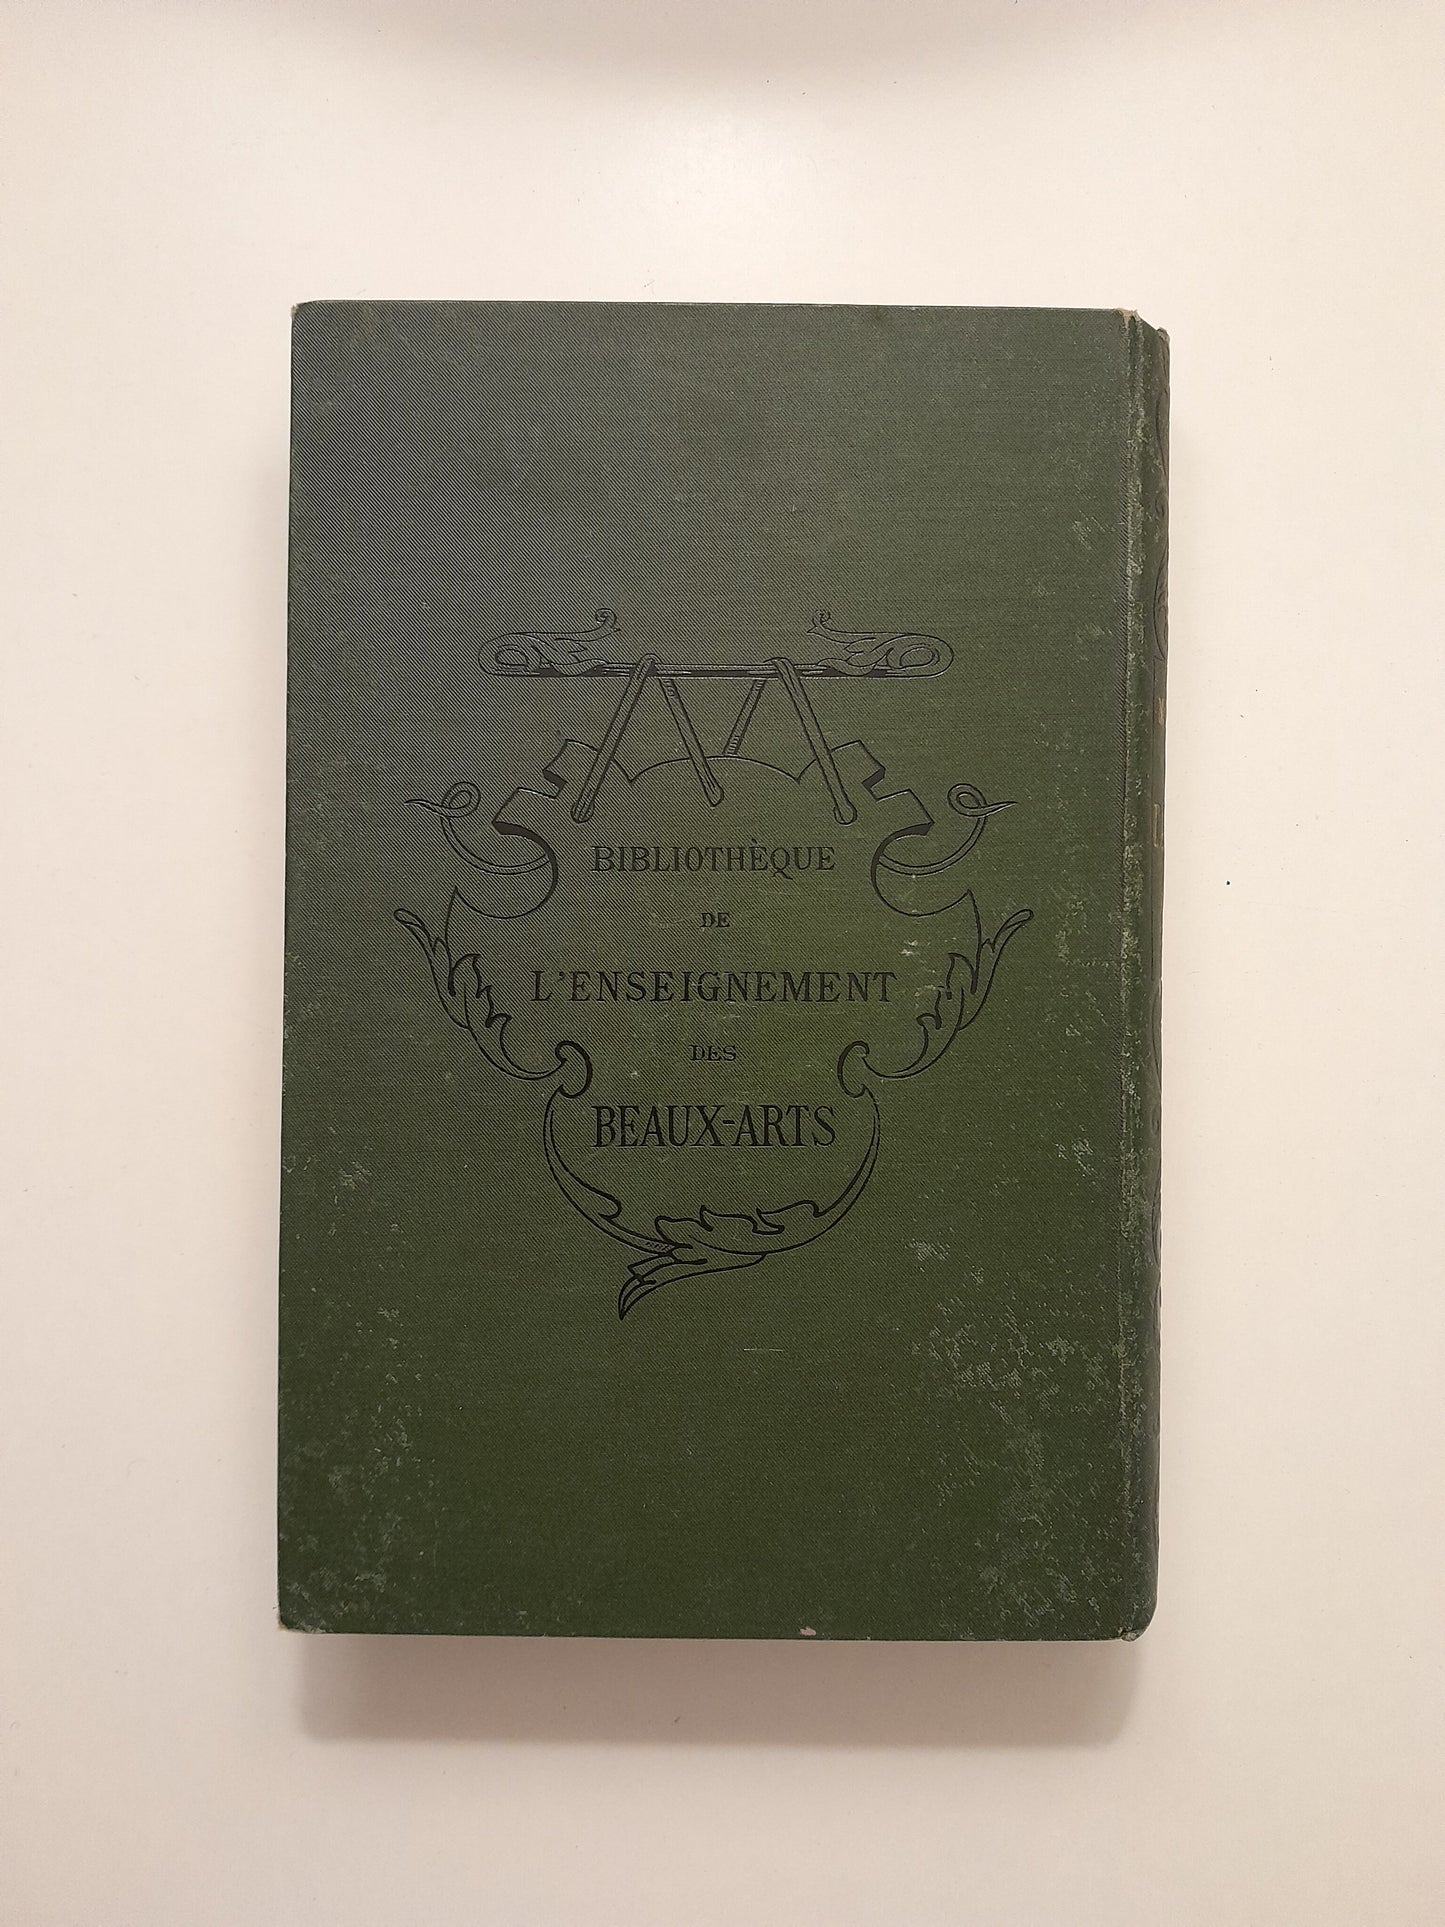 BIBLIOTHÈQUE
DE
L'ENSEIGNEMENT
DES
BEAUX-ARTS